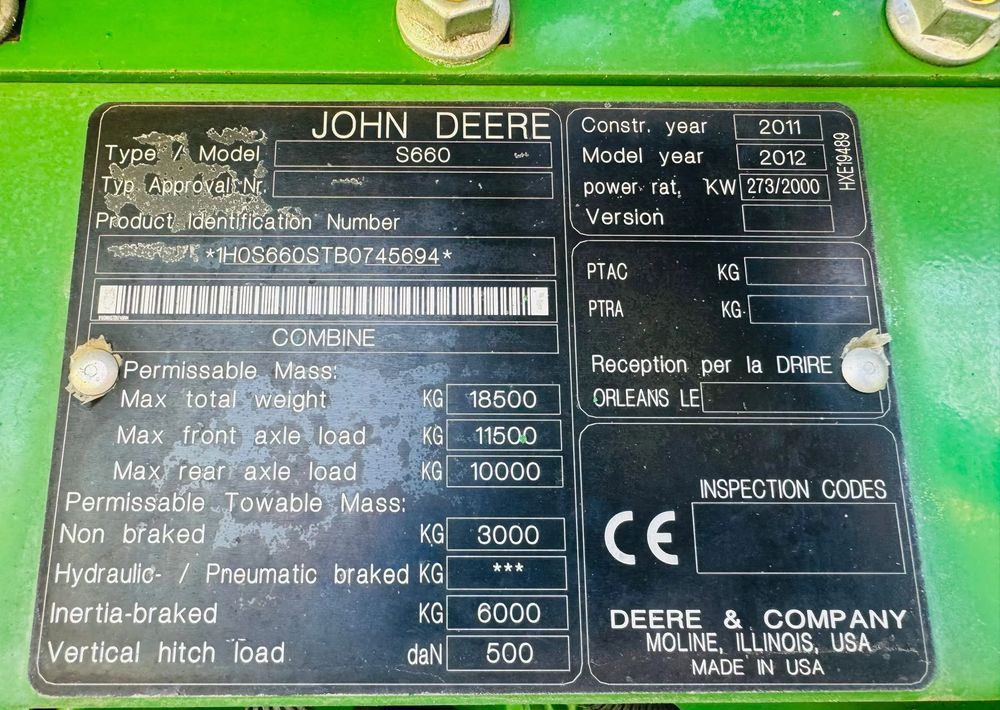 JOHN DEERE
Type / Model S660
Typ Approval Nr.
Product Identification Number
*1H0S660STB0745694*
COMBINE
Permissable Mass:
Max total weight KG 18500
Max front axle load KG 11500
Max rear axle load KG 10000
Permissable Towable Mass:
Non braked KG 3000
Hydraulic- / Pneumatic braked KG ***
Inertia-braked KG 6000
Vertical hitch load daN 500
Constr. year 2011
Model year 2012
power rat. KW 273/2000
Version
HXE19489
PTAC KG
PTRA KG
Reception per la DRIRE
ORLEANS LE
INSPECTION CODES
CE
DEERE & COMPANY
MOLINE, ILLINOIS, USA
MADE IN USA